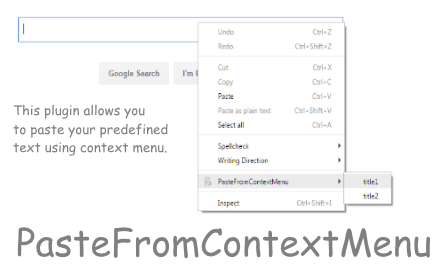 Undo Ctrl+Z
Redo Ctrl+Shift+Z
Cut Ctrl+X
Google Search I'm
Copy Ctrl+C
Paste Ctrl+V
This plugin allows you
Paste as plain text Ctrl+Shift+V
to paste your predefined
Select all Ctrl+A
text using context menu.
Spellcheck
Writing Direction
PasteFromContextMenu title1
title2
Inspect Ctrl+Shift+I
PasteFromContextMenu